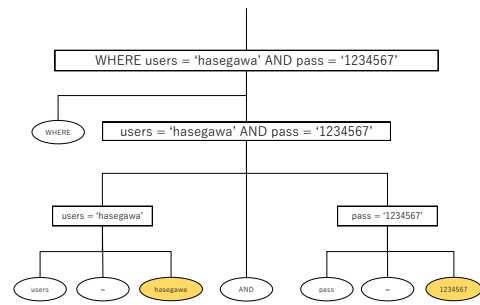 WHERE users = ‘hasegawa’ AND pass = ‘1234567’
WHERE
users = ‘hasegawa’ AND pass = ‘1234567’
users = ‘hasegawa’
pass = ‘1234567’
users
=
hasegawa
AND
pass
=
1234567